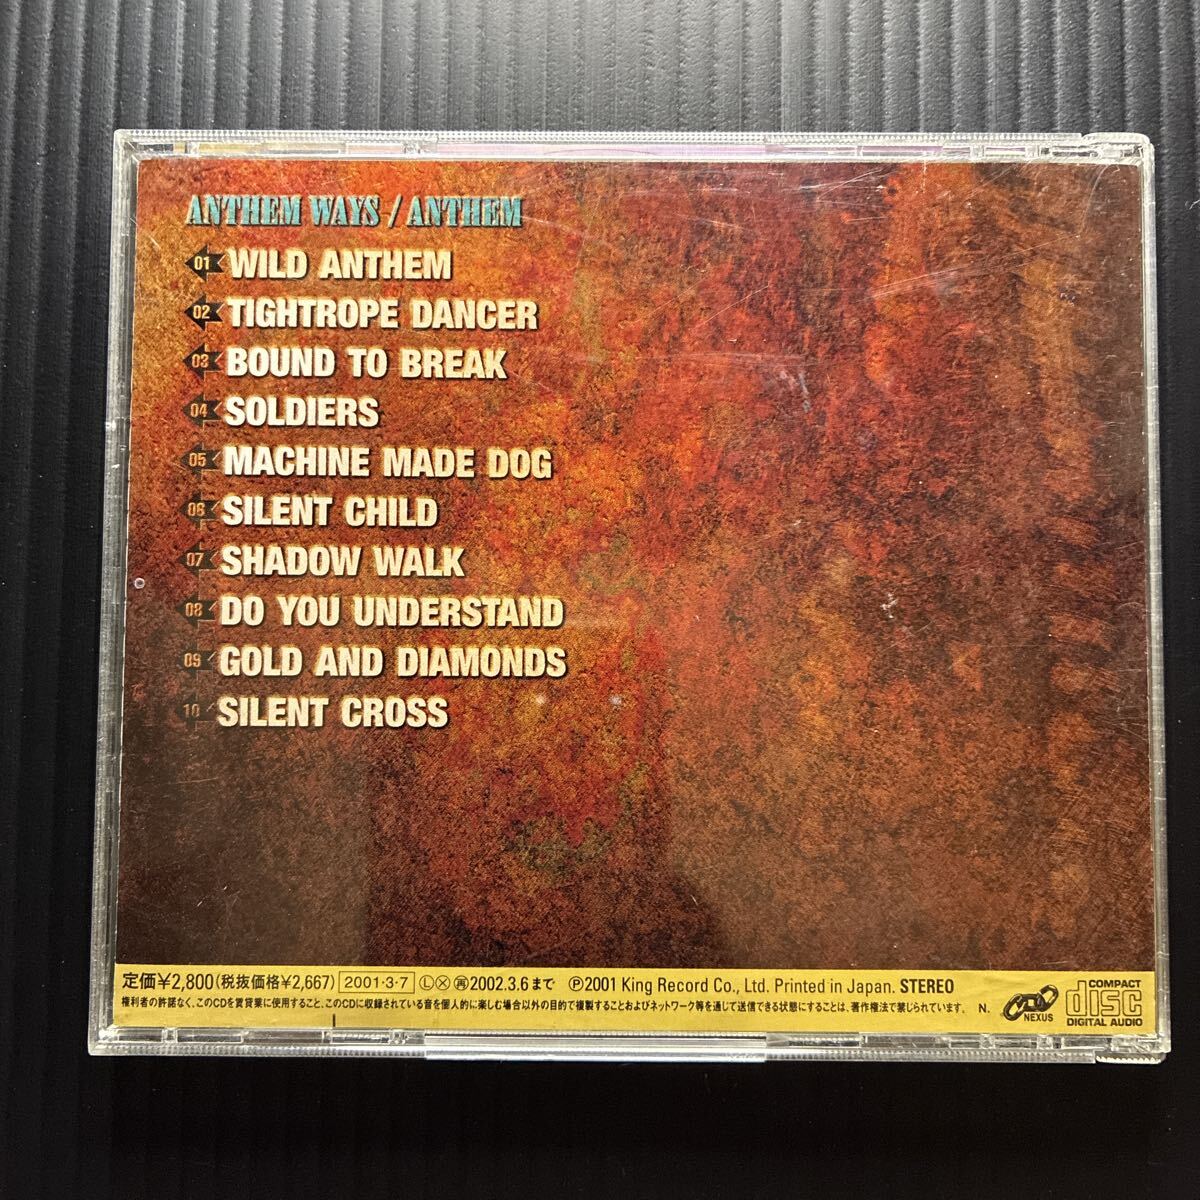 ANTHEM WAYS / ANTHEM
01 WILD ANTHEM
02 TIGHTROPE DANCER
03 BOUND TO BREAK
04 SOLDIERS
05 MACHINE MADE DOG
06 SILENT CHILD
07 SHADOW WALK
08 DO YOU UNDERSTAND
09 GOLD AND DIAMONDS
10 SILENT CROSS
定価¥2,800(税抜価格¥2,667) 2001·3·7 Ⓛ Ⓧ ㊢ 2002.3.6まで ℗2001 King Record Co., Ltd. Printed in Japan. STEREO
権利者の許諾なく、このCDを賃貸業に使用すること、このCDに収録されている音を個人的に楽しむ場合以外の目的で複製することおよびネットワーク等を通じて送信できる状態にすることは、著作権法で禁じられています。 N.
NEXUS
COMPACT
disc
DIGITAL AUDIO